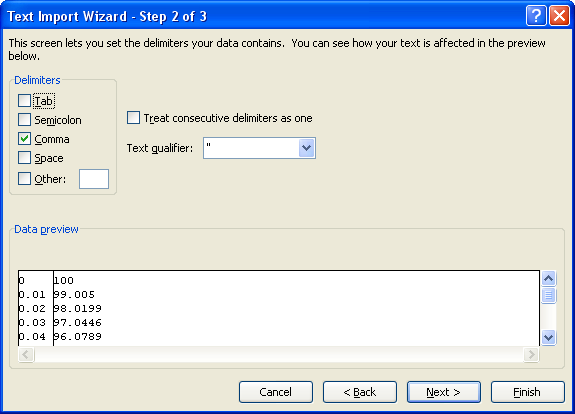 Text Import Wizard - Step 2 of 3
This screen lets you set the delimiters your data contains.  You can see how your text is affected in the preview
below.
Delimiters
Tab
Semicolon
Comma
Space
Other:
Treat consecutive delimiters as one
Text qualifier: "
Data preview
0 100
0.01 99.005
0.02 98.0199
0.03 97.0446
0.04 96.0789
Cancel < Back Next > Finish